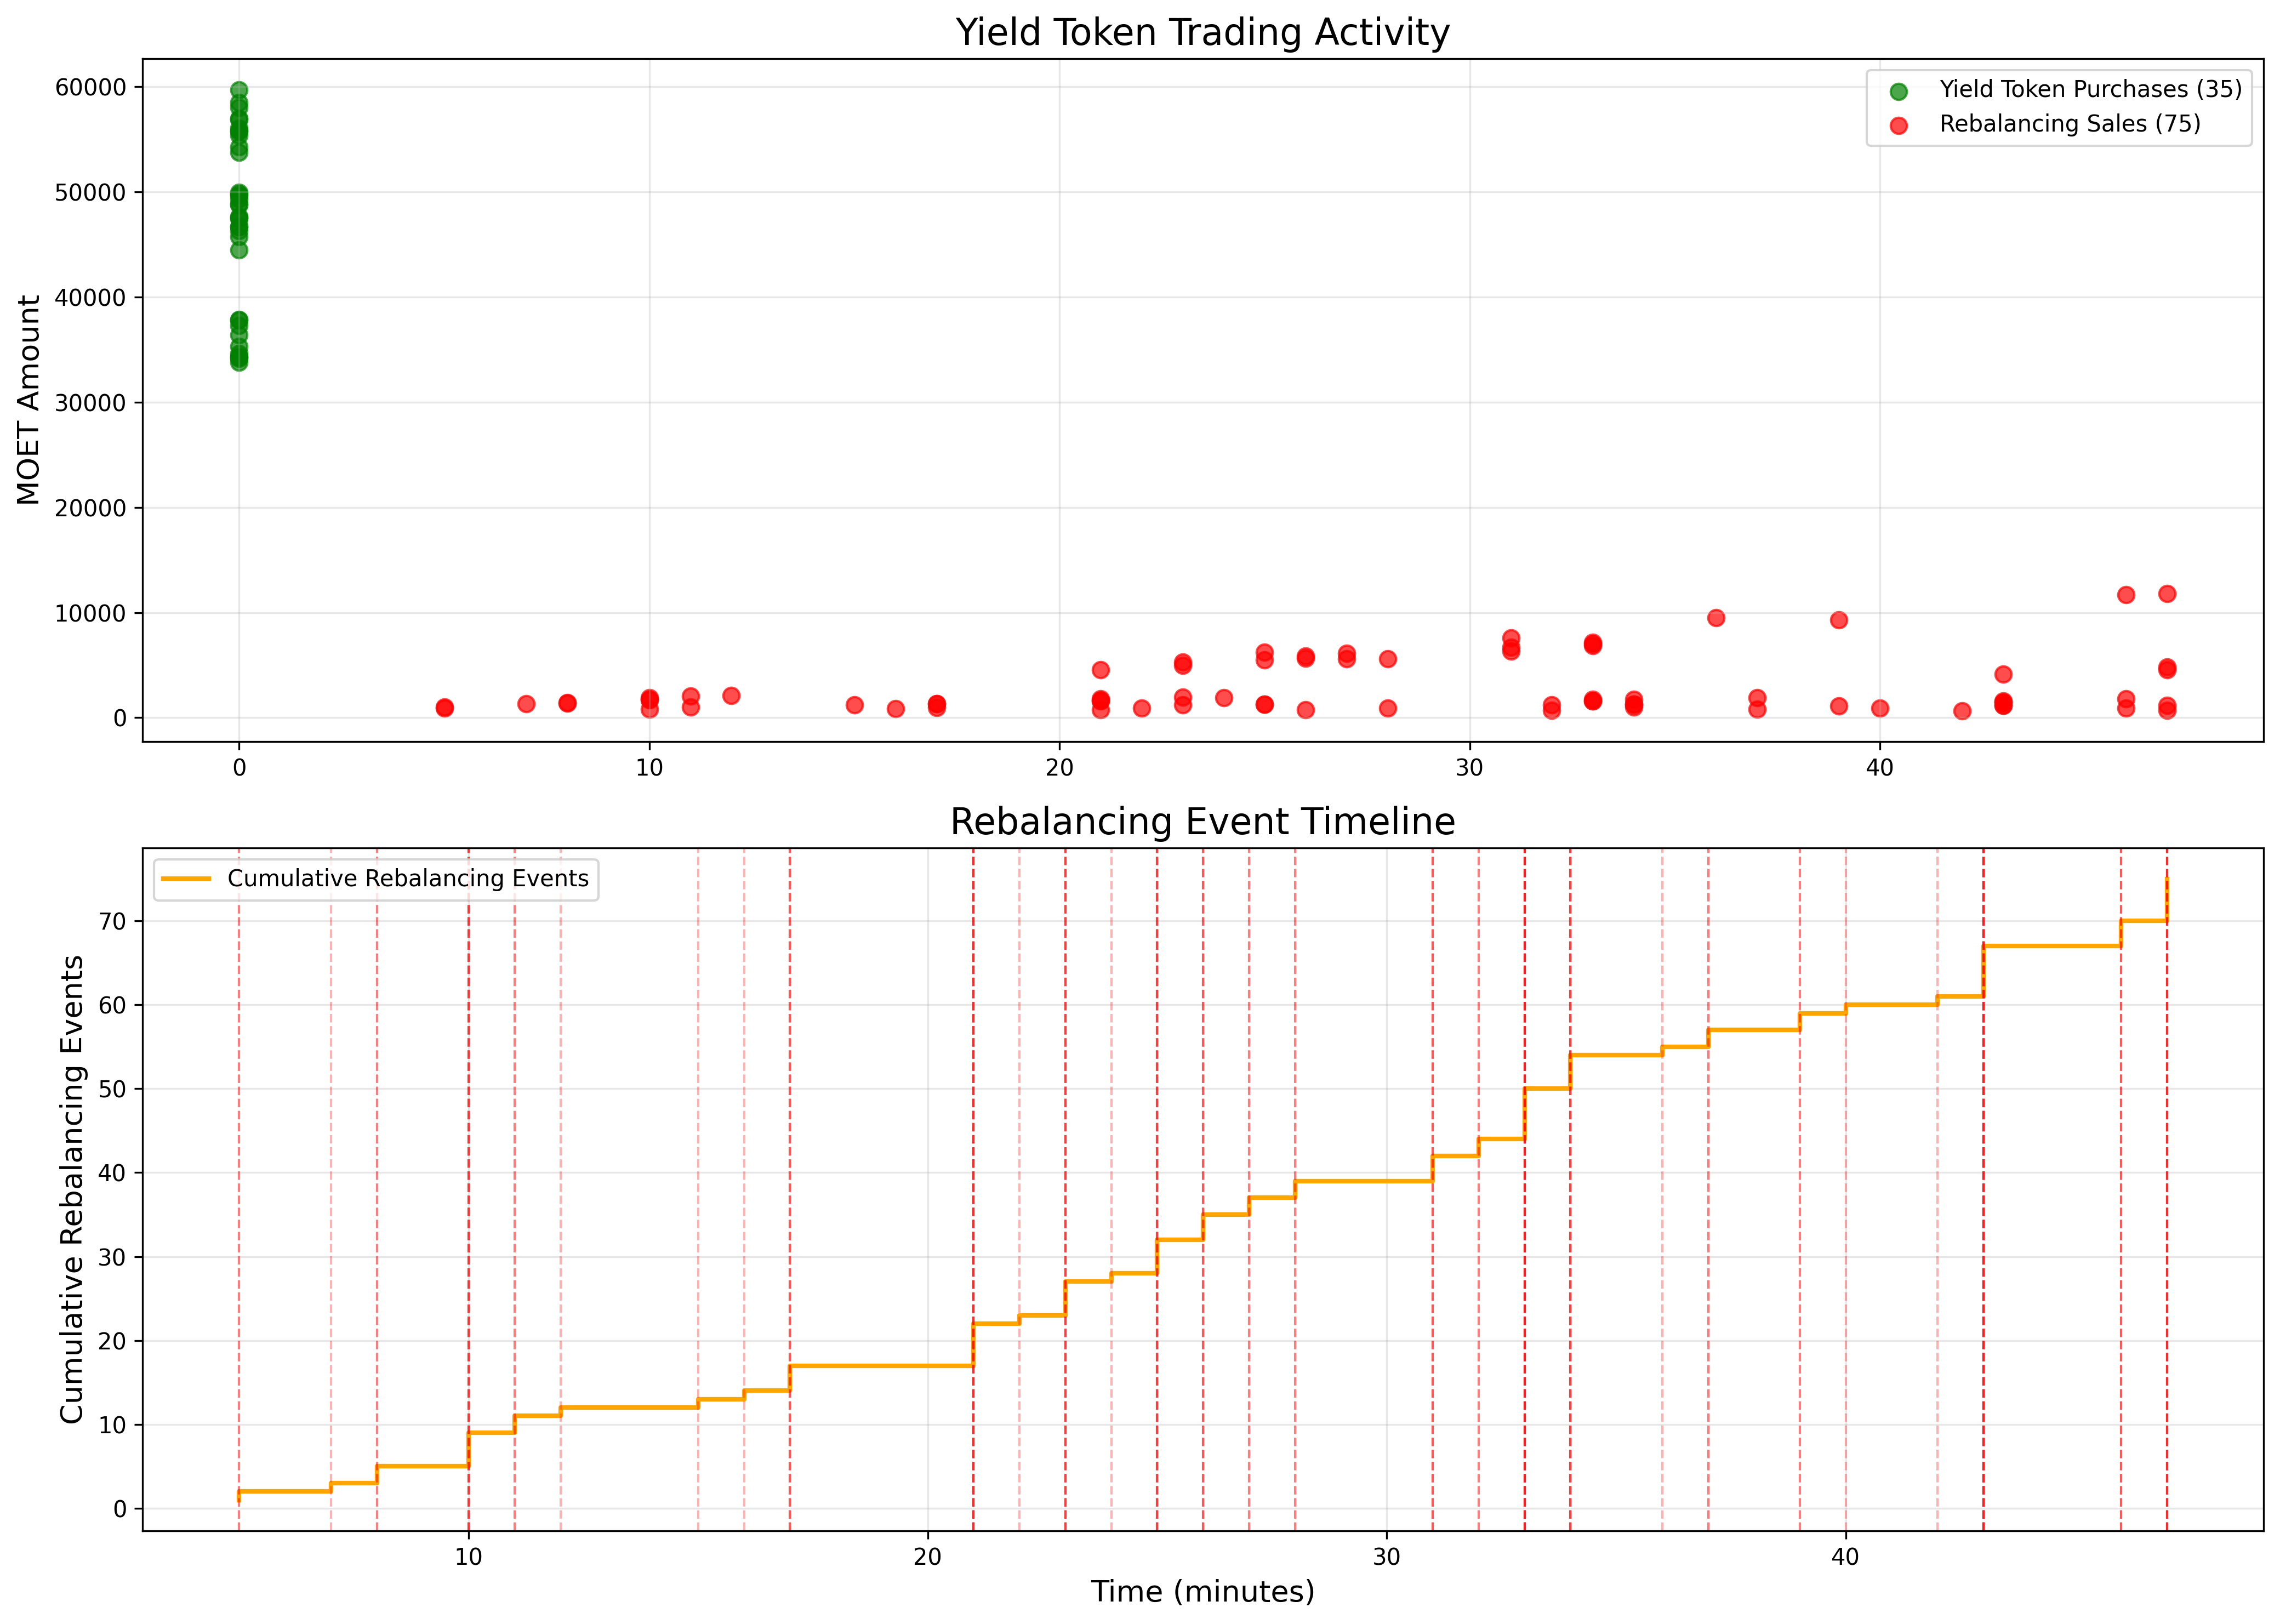 Yield Token Trading Activity
MOET Amount
60000
50000
40000
30000
20000
10000
0
Yield Token Purchases (35)
Rebalancing Sales (75)
0 10 20 30 40
Rebalancing Event Timeline
Cumulative Rebalancing Events
70
60
50
40
30
20
10
0
Cumulative Rebalancing Events
10 20 30 40
Time (minutes)